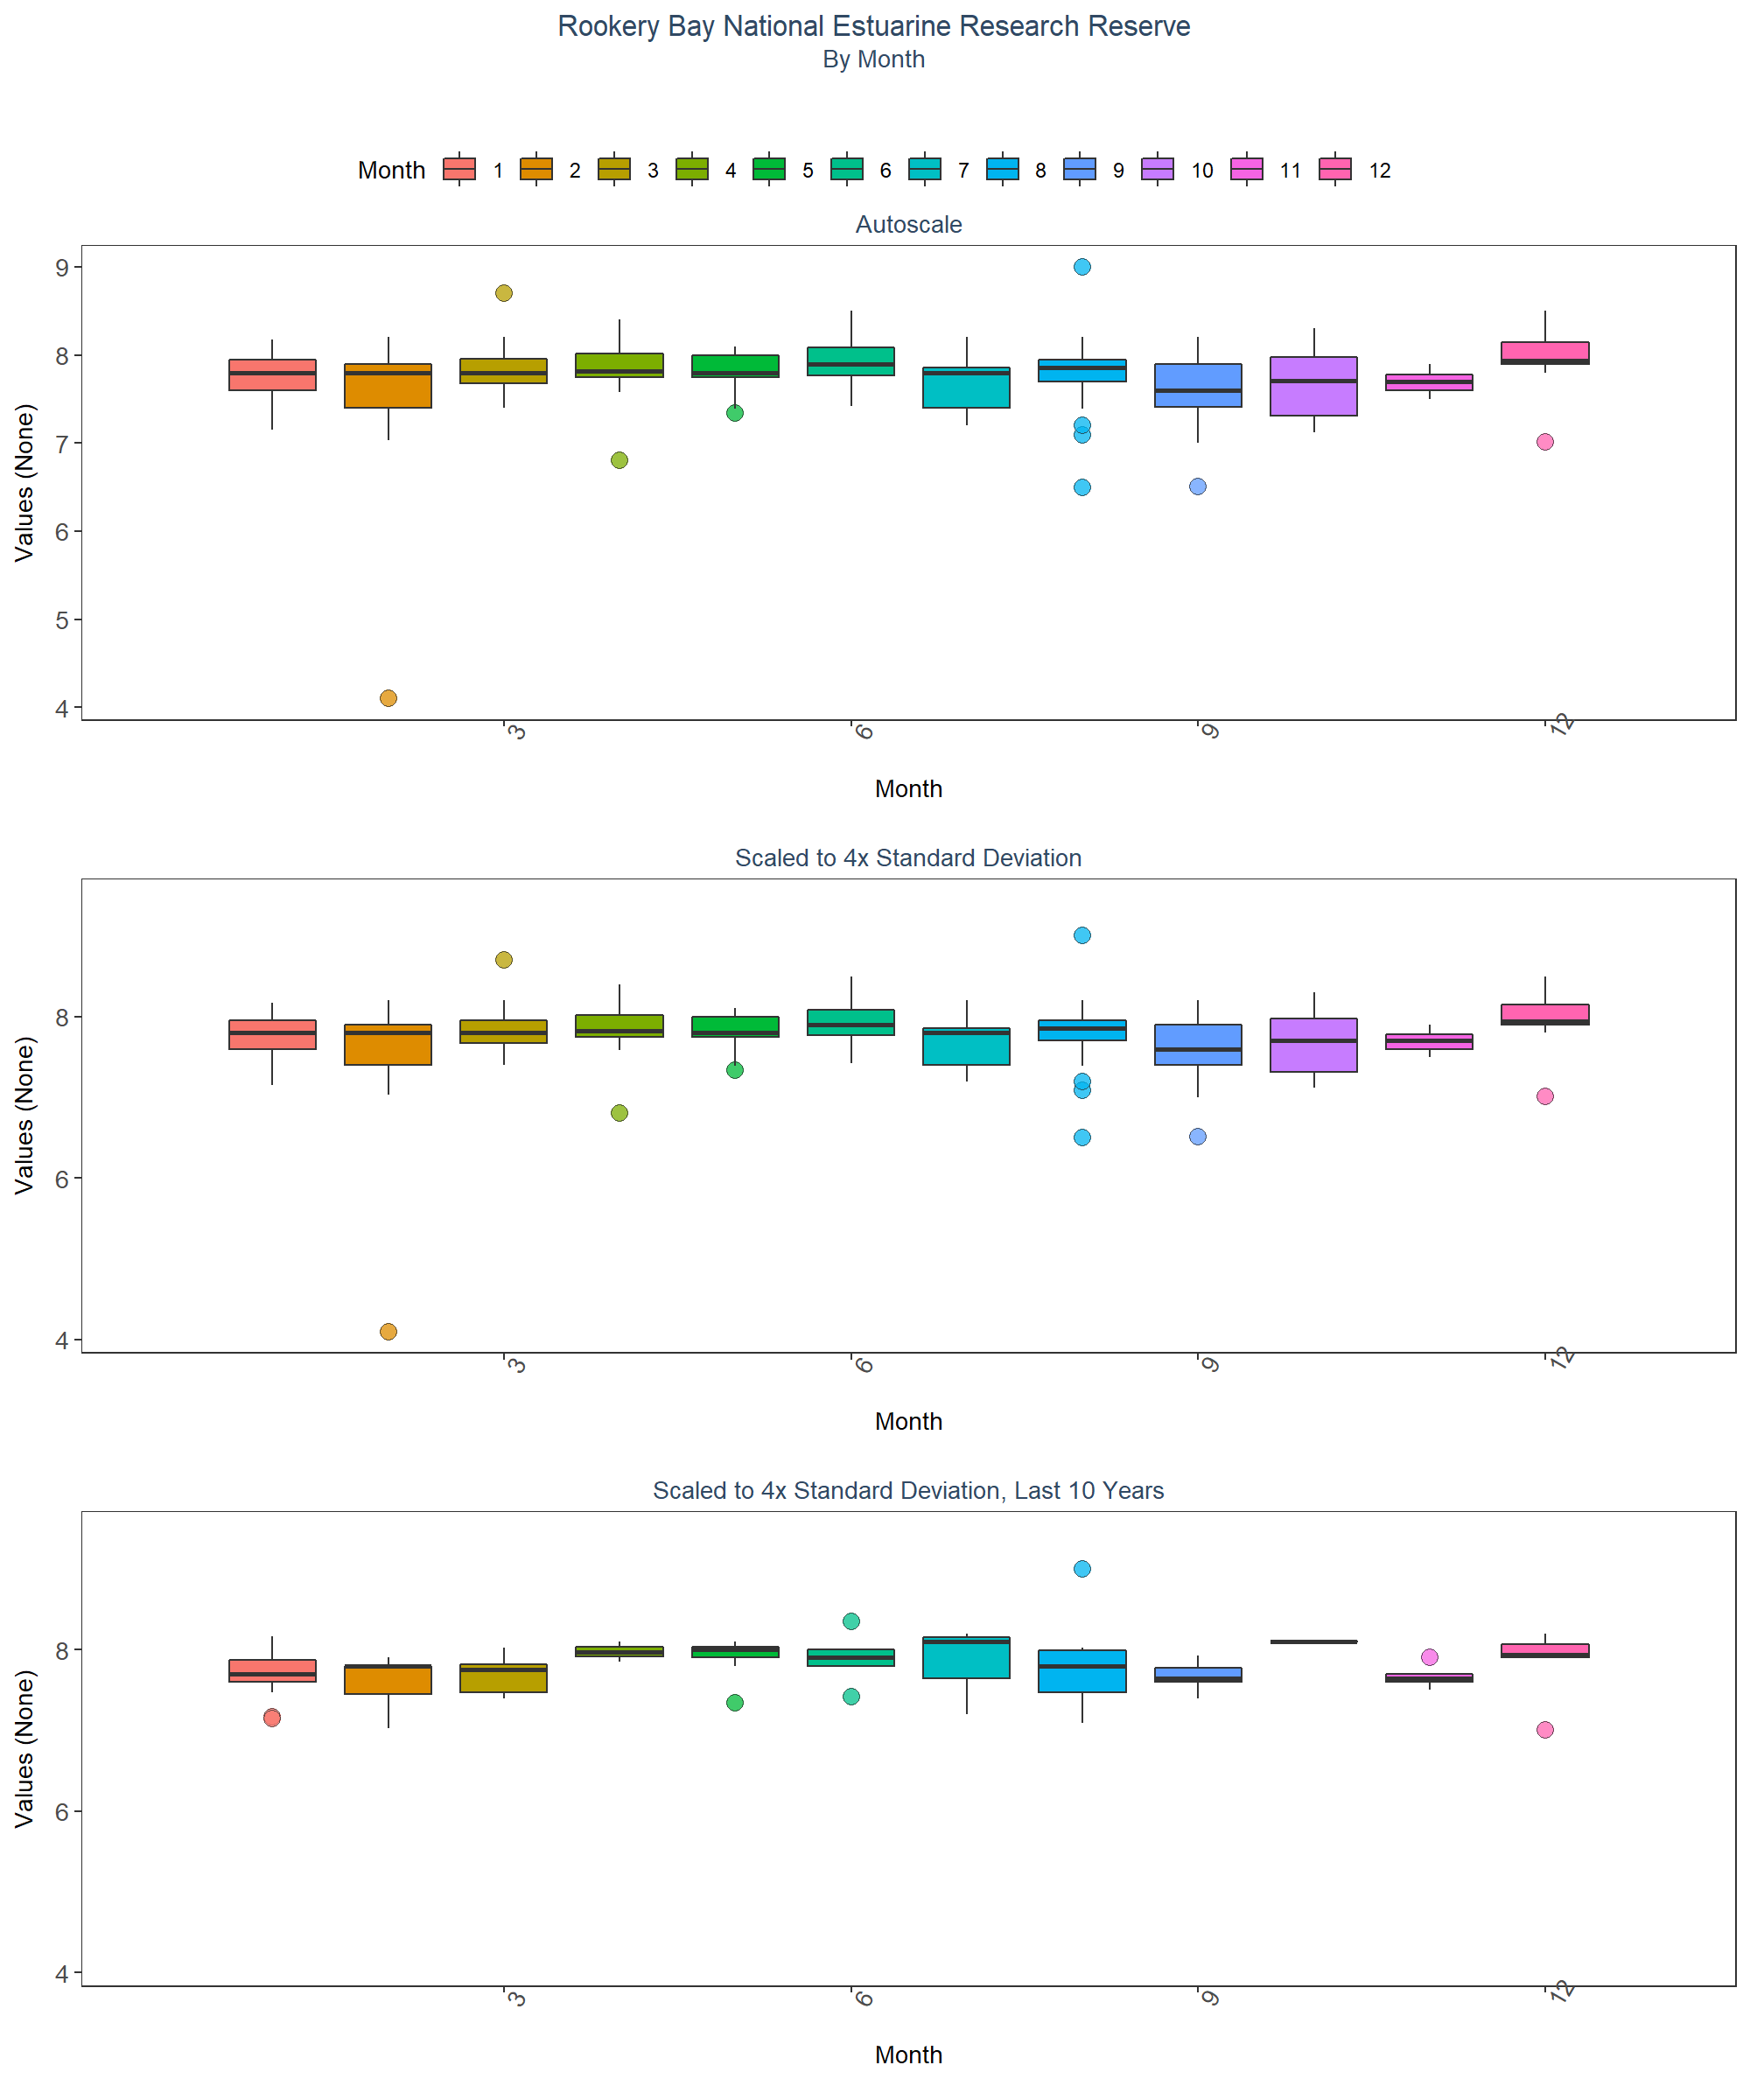 Rookery Bay National Estuarine Research Reserve
By Month
Month 1 2 3 4 5 6 7 8 9 10 11 12
Autoscale
Values (None)
9
8
7
6
5
4
3 6 9 12
Month
Scaled to 4x Standard Deviation
Values (None)
8
6
4
3 6 9 12
Month
Scaled to 4x Standard Deviation, Last 10 Years
Values (None)
8
6
4
3 6 9 12
Month